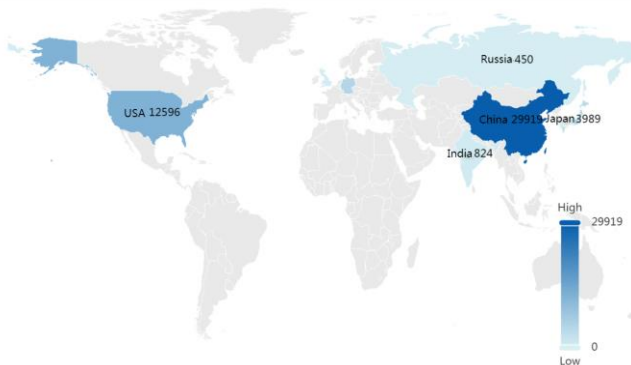 Russia 450
USA 12596
China 29919
Japan 3989
India 824
High
29919
0
Low